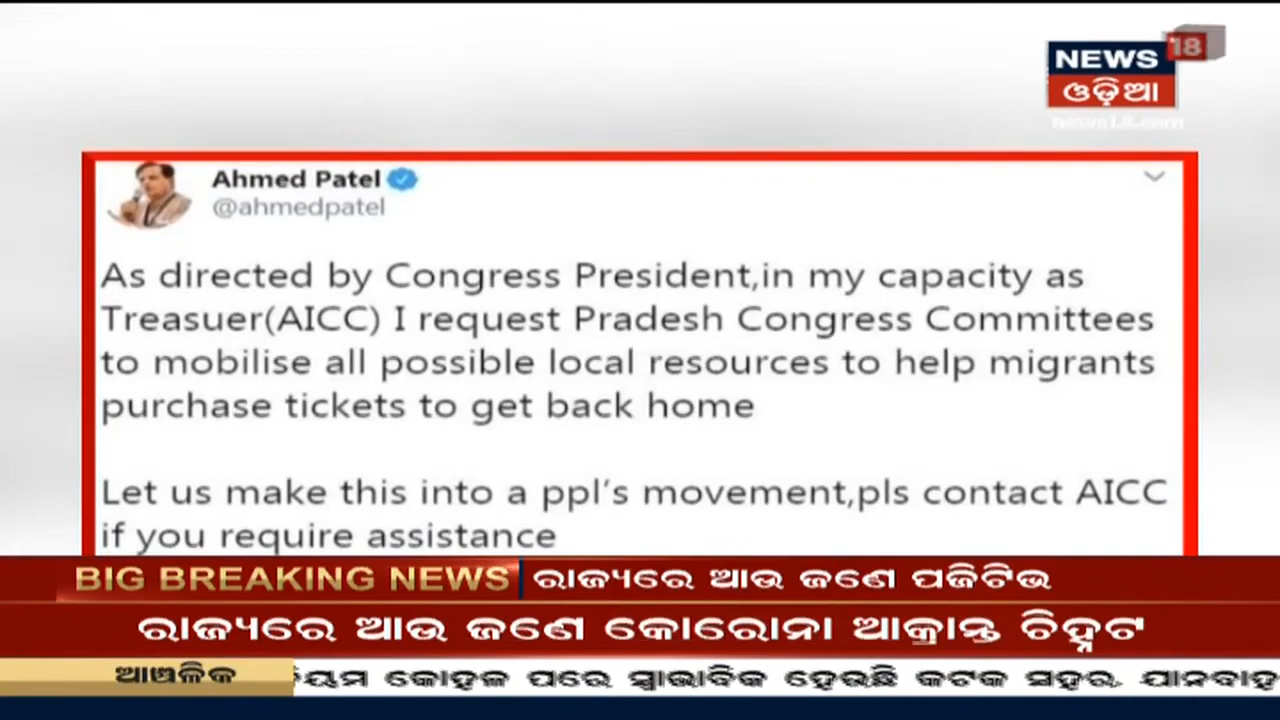 NEWS 18
ଓଡ଼ିଆ
news18.com
Ahmed Patel
@ahmedpatel
As directed by Congress President,in my capacity as
Treasuer(AICC) I request Pradesh Congress Committees
to mobilise all possible local resources to help migrants
purchase tickets to get back home
Let us make this into a ppl's movement,pls contact AICC
if you require assistance
BIG BREAKING NEWS ରାଜ୍ୟରେ ଆଉ ଜଣେ ପଜିଟିଭ
ରାଜ୍ୟରେ ଆଉ ଜଣେ କୋରୋନା ଆକ୍ରାନ୍ତ ଚିହ୍ନଟ
ଆଞ୍ଚଳିକ କୋହଳ ପରେ ସ୍ୱାଭାବିକ ହେଉଛି କଟକ ସହର, ଯାନବାହ